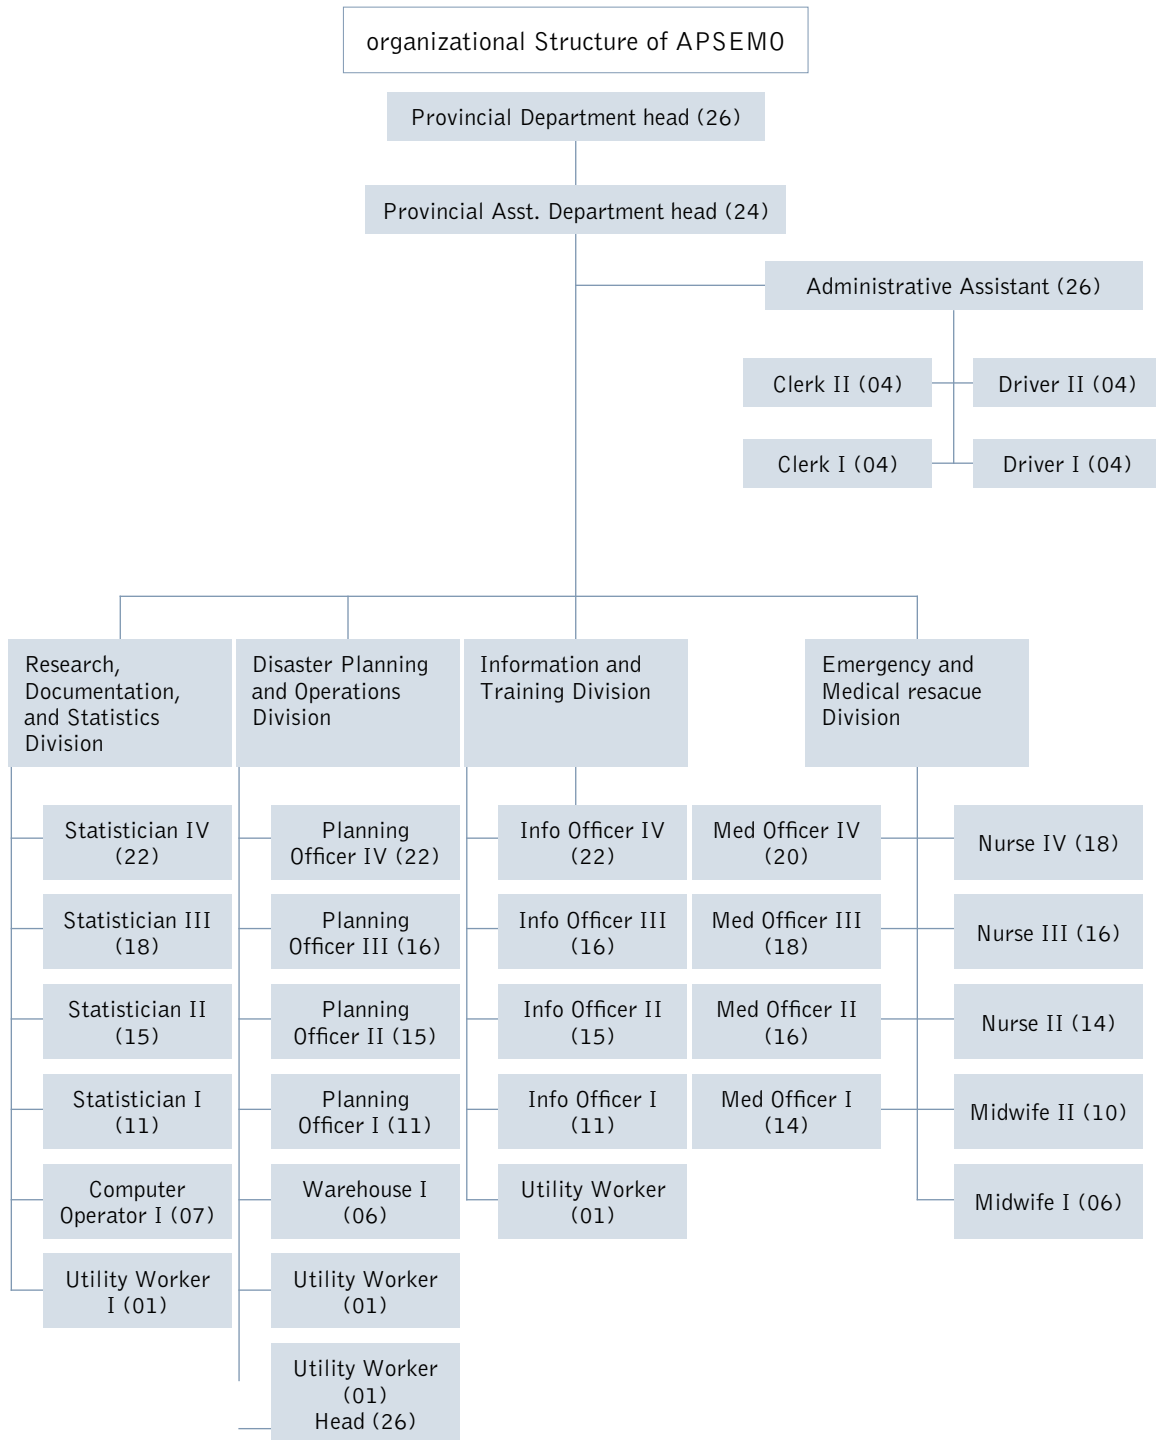 organizational Structure of APSEMO
Provincial Department head (26)
Provincial Asst. Department head (24)
Administrative Assistant (26)
Clerk II (04)
Driver II (04)
Clerk I (04)
Driver I (04)
Research,
Documentation,
and Statistics
Division
Statistician IV
(22)
Statistician III
(18)
Statistician II
(15)
Statistician I
(11)
Computer
Operator I (07)
Utility Worker
I (01)
Disaster Planning
and Operations
Division
Planning
Officer IV (22)
Planning
Officer III (16)
Planning
Officer II (15)
Planning
Officer I (11)
Warehouse I
(06)
Utility Worker
(01)
Utility Worker
(01)
Head (26)
Information and
Training Division
Info Officer IV
(22)
Info Officer III
(16)
Info Officer II
(15)
Info Officer I
(11)
Utility Worker
(01)
Emergency and
Medical resacue
Division
Med Officer IV
(20)
Med Officer III
(18)
Med Officer II
(16)
Med Officer I
(14)
Nurse IV (18)
Nurse III (16)
Nurse II (14)
Midwife II (10)
Midwife I (06)